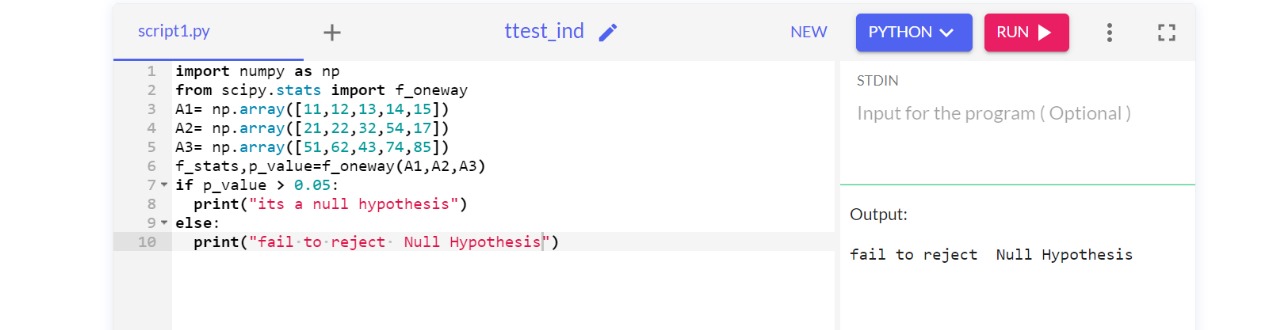 script1.py + ttest_ind NEW PYTHON RUN
1 import numpy as np
2 from scipy.stats import f_oneway
3 A1= np.array([11,12,13,14,15])
4 A2= np.array([21,22,32,54,17])
5 A3= np.array([51,62,43,74,85])
6 f_stats,p_value=f_oneway(A1,A2,A3)
7 if p_value > 0.05:
8   print("its a null hypothesis")
9 else:
10   print("fail·to·reject·  Null Hypothesis")
STDIN
Input for the program ( Optional )
Output:
fail to reject  Null Hypothesis